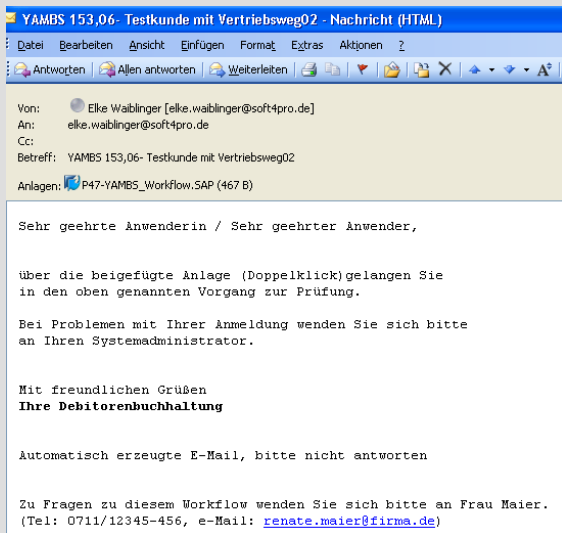 YAMBS 153,06- Testkunde mit Vertriebsweg02 - Nachricht (HTML)
Datei Bearbeiten Ansicht Einfügen Format Extras Aktionen ?
Antworten Allen antworten Weiterleiten
Von: Elke Waiblinger [elke.waiblinger@soft4pro.de]
An: elke.waiblinger@soft4pro.de
Cc:
Betreff: YAMBS 153,06- Testkunde mit Vertriebsweg02
Anlagen: P47-YAMBS_Workflow.SAP (467 B)
Sehr geehrte Anwenderin / Sehr geehrter Anwender,
über die beigefügte Anlage (Doppelklick)gelangen Sie
in den oben genannten Vorgang zur Prüfung.
Bei Problemen mit Ihrer Anmeldung wenden Sie sich bitte
an Ihren Systemadministrator.
Mit freundlichen Grüßen
Ihre Debitorenbuchhaltung
Automatisch erzeugte E-Mail, bitte nicht antworten
Zu Fragen zu diesem Workflow wenden Sie sich bitte an Frau Maier.
(Tel: 0711/12345-456, e-Mail: renate.maier@firma.de)